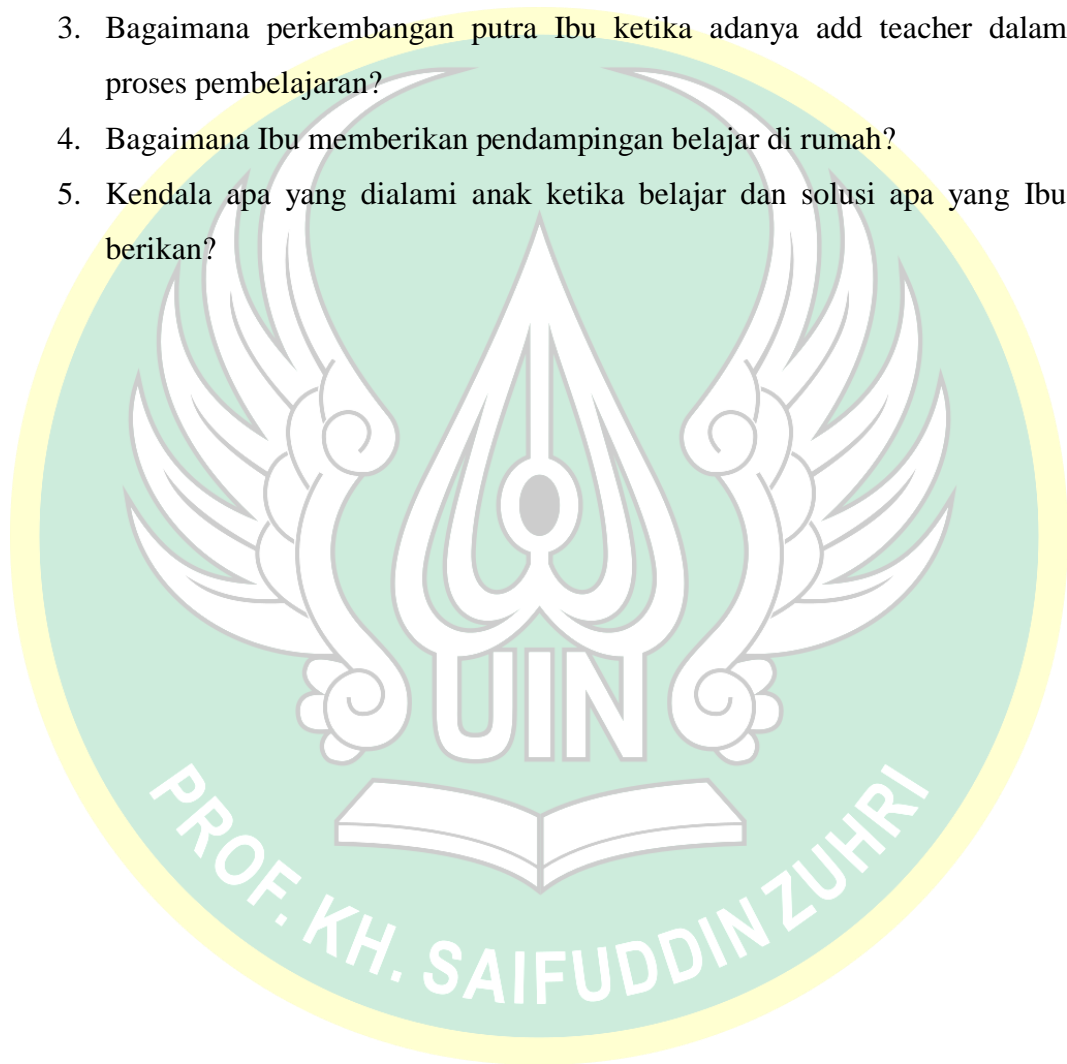 3. Bagaimana perkembangan putra Ibu ketika adanya add teacher dalam
proses pembelajaran?
4. Bagaimana Ibu memberikan pendampingan belajar di rumah?
5. Kendala apa yang dialami anak ketika belajar dan solusi apa yang Ibu
berikan?
UIN
PROF. KH. SAIFUDDIN ZUHRI